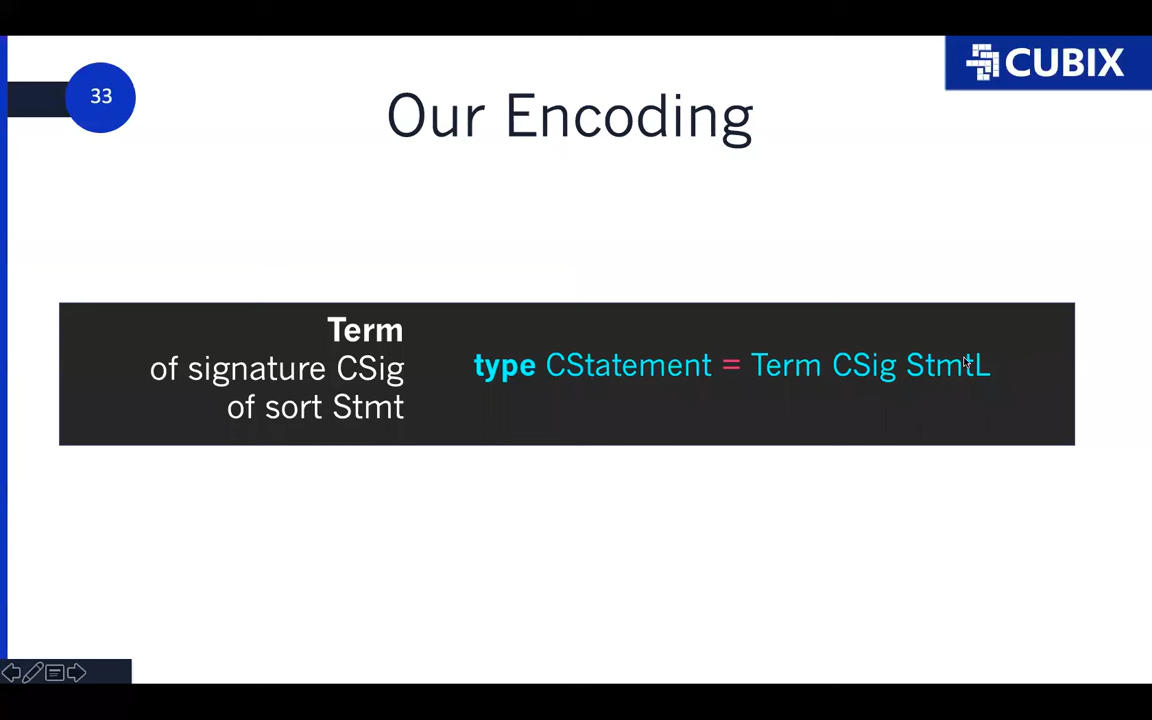 33
CUBIX
Our Encoding
Term
of signature CSig
of sort Stmt
type CStatement = Term CSig StmtL